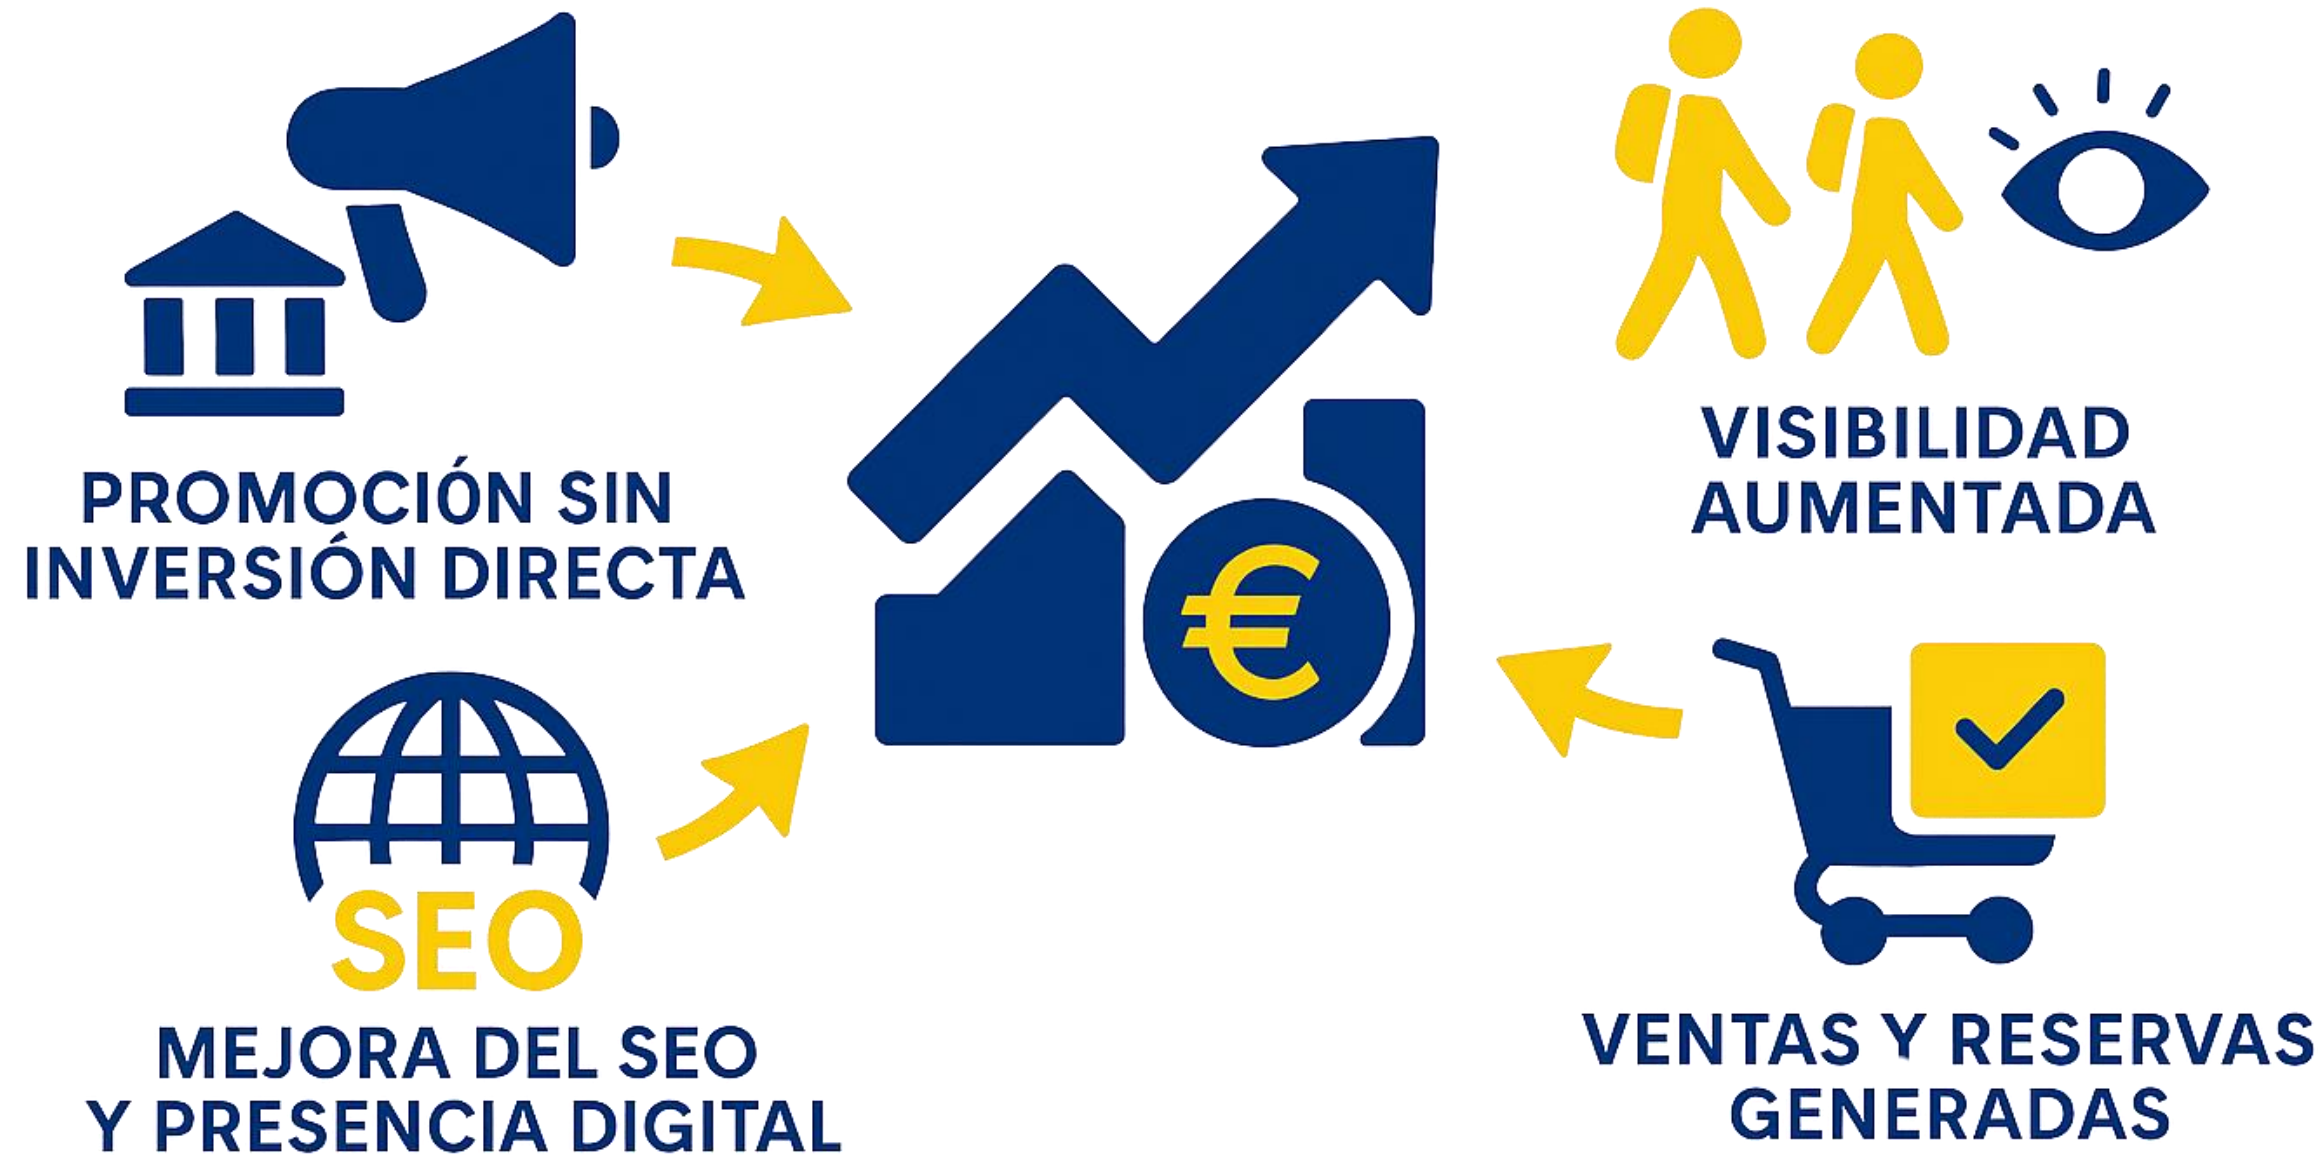 PROMOCIÓN SIN
INVERSIÓN DIRECTA
VISIBILIDAD
AUMENTADA
€
SEO
MEJORA DEL SEO
Y PRESENCIA DIGITAL
VENTAS Y RESERVAS
GENERADAS